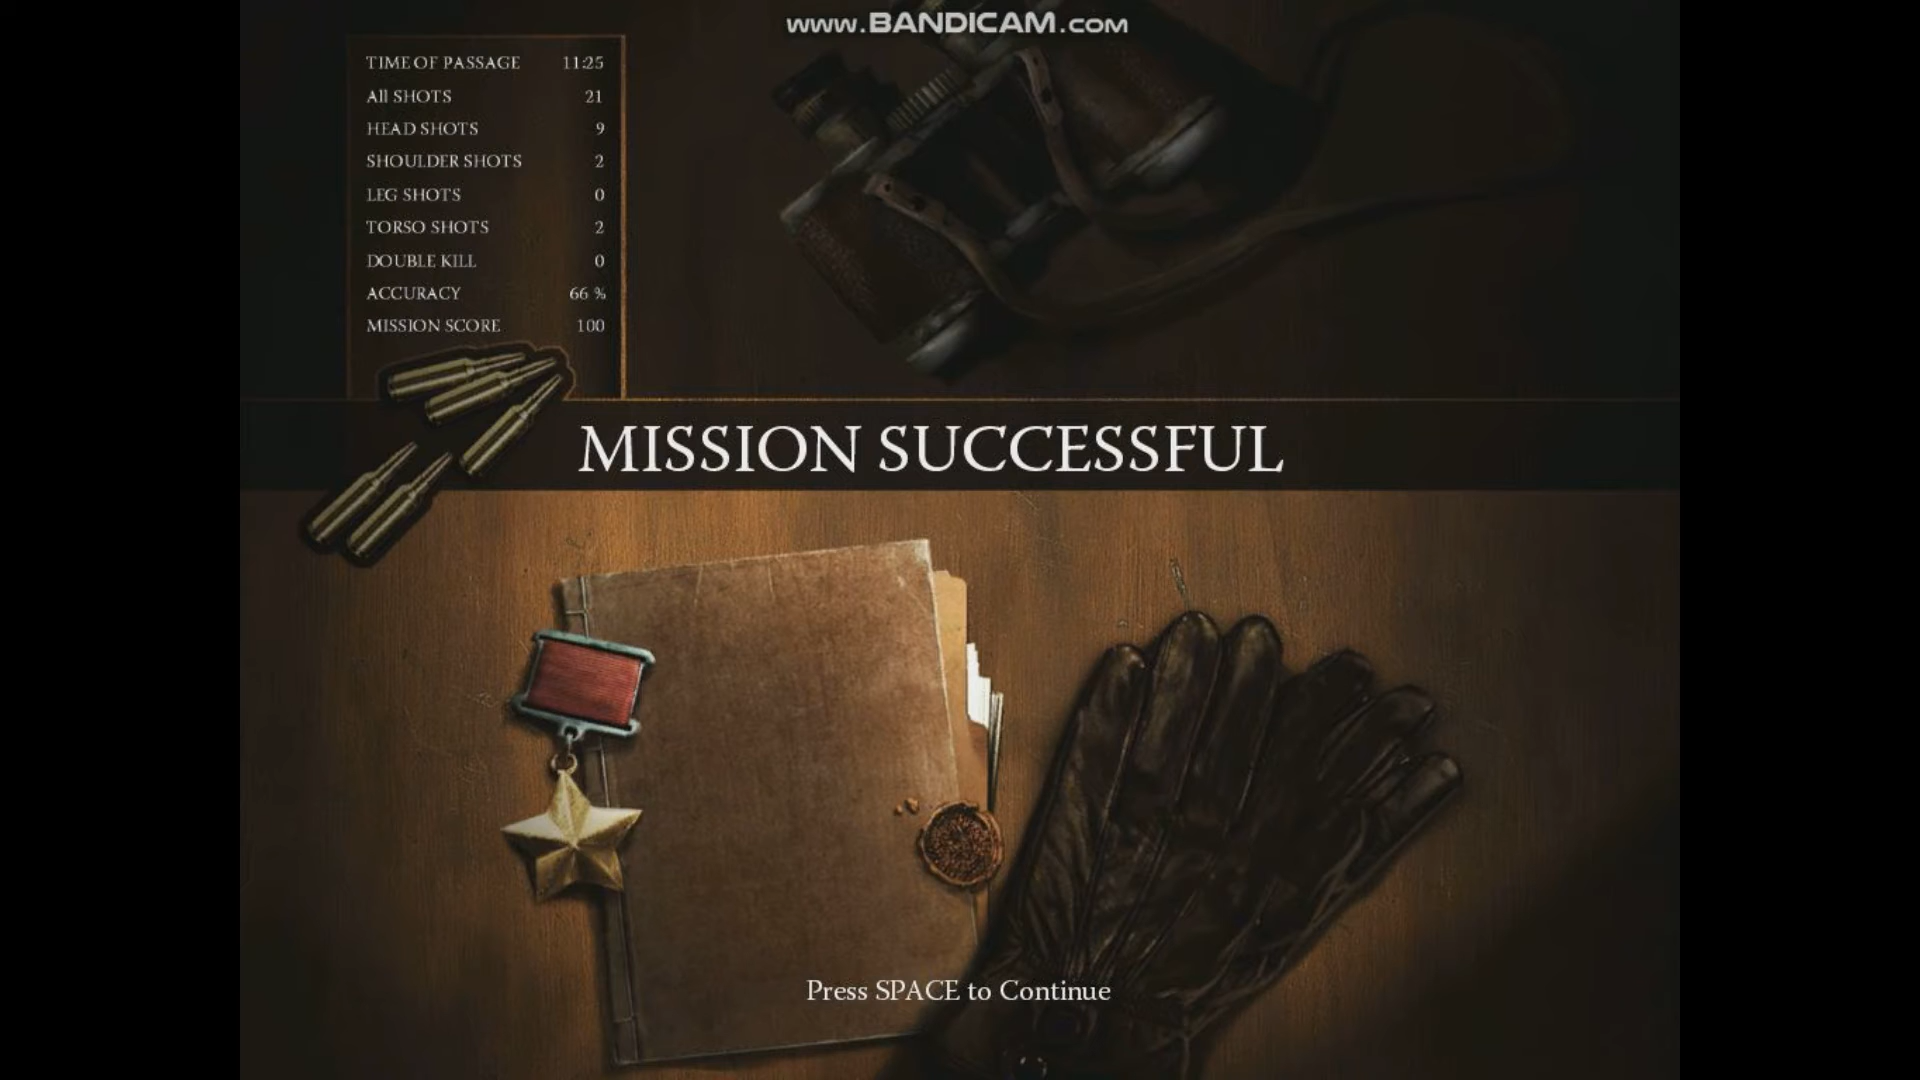 www.BANDICAM.com
TIME OF PASSAGE 11:25
All SHOTS 21
HEAD SHOTS 9
SHOULDER SHOTS 2
LEG SHOTS 0
TORSO SHOTS 2
DOUBLE KILL 0
ACCURACY 66 %
MISSION SCORE 100
MISSION SUCCESSFUL
Press SPACE to Continue